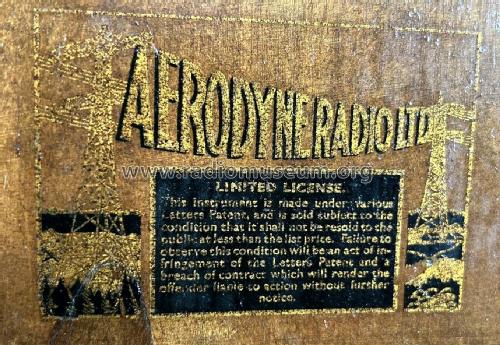 AERODYNE RADIO LTD
www.radiomuseum.org
LIMITED LICENSE.
This Instrument is made under various
Letters Patent, and is sold subject to the
condition that it shall not be resold to the
public at less than the list price. Failure to
observe this condition will be an act of in-
fringement of the Letters Patent and a
breach of contract which will render the
offender liable to action without further
notice.